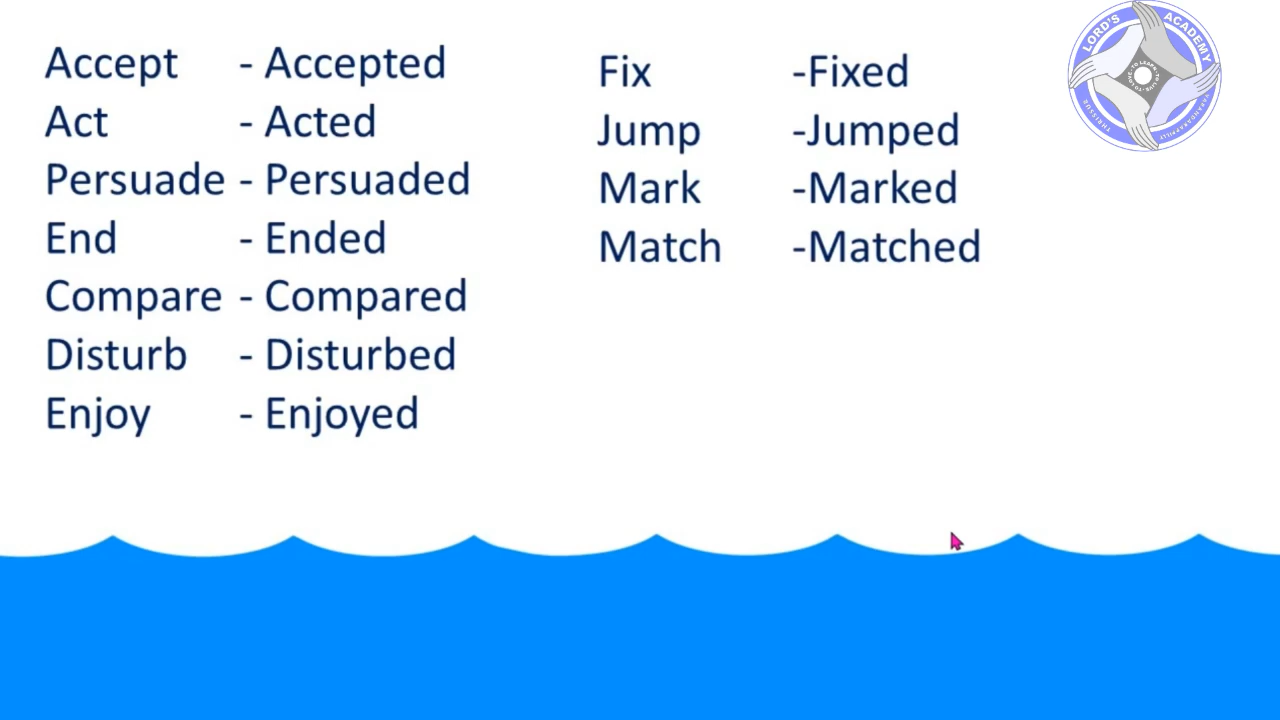 Accept - Accepted
Act - Acted
Persuade - Persuaded
End - Ended
Compare - Compared
Disturb - Disturbed
Enjoy - Enjoyed
Fix -Fixed
Jump -Jumped
Mark -Marked
Match -Matched
LORD'S ACADEMY
THRISSUR